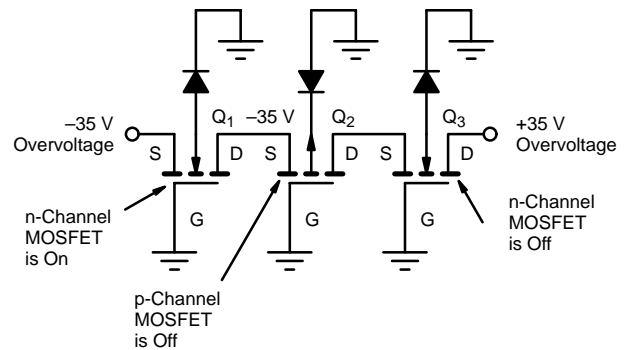 –35 V
Overvoltage
Q1
–35 V
Q2
Q3
+35 V
Overvoltage
S
D
S
D
S
D
G
G
G
n-Channel
MOSFET
is On
p-Channel
MOSFET
is Off
n-Channel
MOSFET
is Off